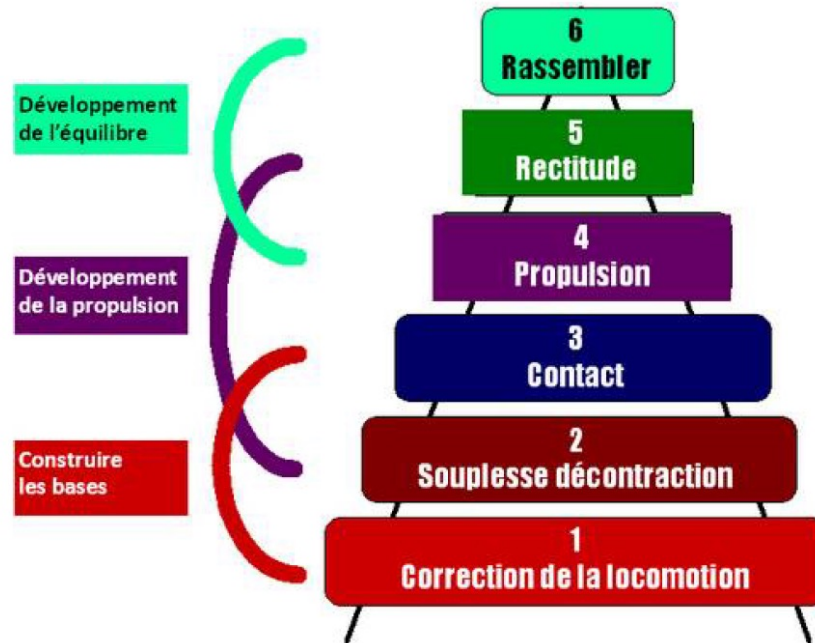 6
Rassembler
Développement
de l'équilibre
5
Rectitude
4
Propulsion
Développement
de la propulsion
3
Contact
2
Souplesse décontraction
Construire
les bases
1
Correction de la locomotion